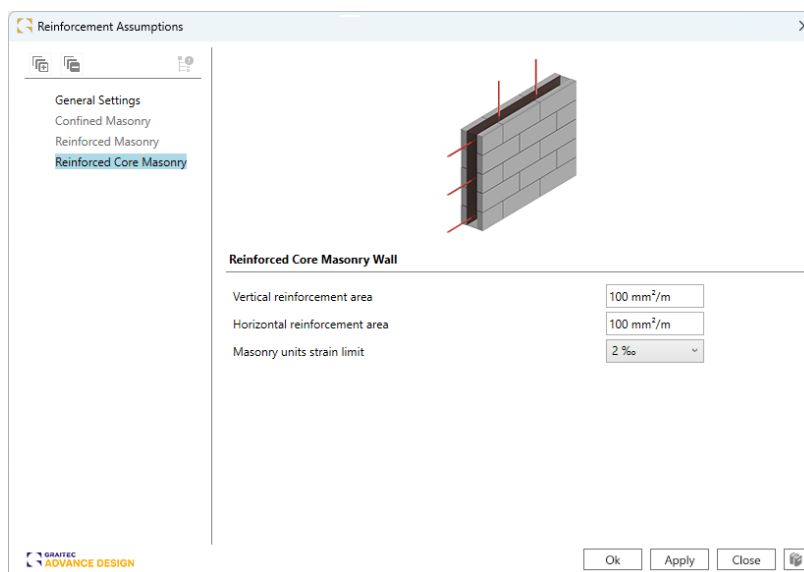 Reinforcement Assumptions
General Settings
Confined Masonry
Reinforced Masonry
Reinforced Core Masonry
Reinforced Core Masonry Wall
Vertical reinforcement area 100 mm²/m
Horizontal reinforcement area 100 mm²/m
Masonry units strain limit 2 ‰
GRAITEC
ADVANCE DESIGN
Ok Apply Close